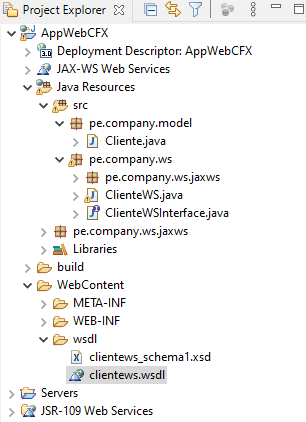 Project Explorer
AppWebCFX
Deployment Descriptor: AppWebCFX
JAX-WS Web Services
Java Resources
src
pe.company.model
Cliente.java
pe.company.ws
pe.company.ws.jaxws
ClienteWS.java
ClienteWSInterface.java
pe.company.ws.jaxws
Libraries
build
WebContent
META-INF
WEB-INF
wsdl
clientews_schema1.xsd
clientews.wsdl
Servers
JSR-109 Web Services